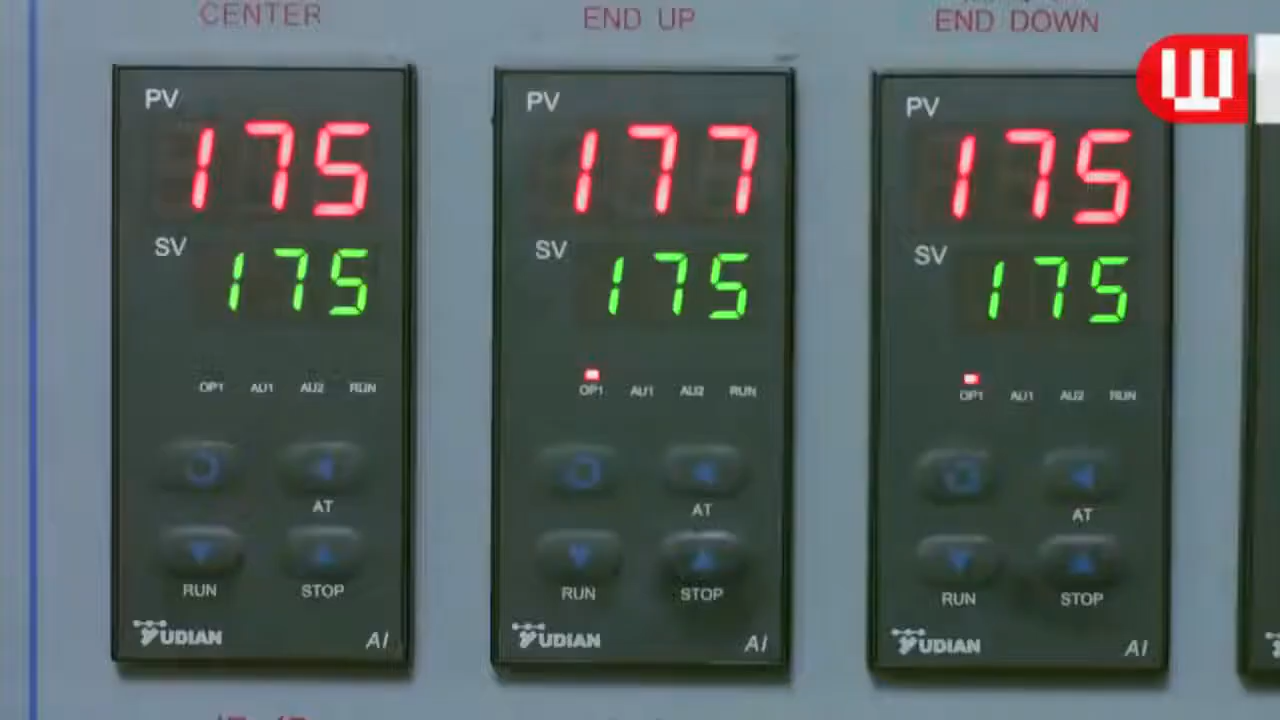 CENTER
END UP
END DOWN
PV
175
SV
175
OP1 AU1 AU2 RUN
AT
RUN STOP
YUDIAN AI
PV
177
SV
175
OP1 AU1 AU2 RUN
AT
RUN STOP
YUDIAN AI
PV
175
SV
175
OP1 AU1 AU2 RUN
AT
RUN STOP
YUDIAN AI